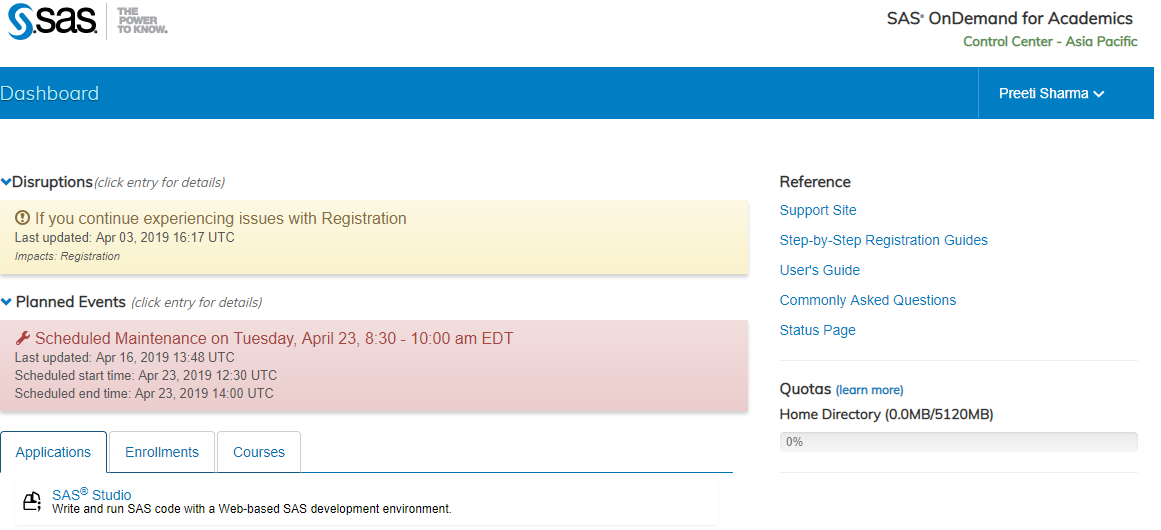 sas
THE
POWER
TO KNOW.
SAS® OnDemand for Academics
Control Center - Asia Pacific
Dashboard
Preeti Sharma
Disruptions(click entry for details)
If you continue experiencing issues with Registration
Last updated: Apr 03, 2019 16:17 UTC
Impacts: Registration
Planned Events (click entry for details)
Scheduled Maintenance on Tuesday, April 23, 8:30 - 10:00 am EDT
Last updated: Apr 16, 2019 13:48 UTC
Scheduled start time: Apr 23, 2019 12:30 UTC
Scheduled end time: Apr 23, 2019 14:00 UTC
Applications
Enrollments
Courses
SAS® Studio
Write and run SAS code with a Web-based SAS development environment.
Reference
Support Site
Step-by-Step Registration Guides
User's Guide
Commonly Asked Questions
Status Page
Quotas (learn more)
Home Directory (0.0MB/5120MB)
0%